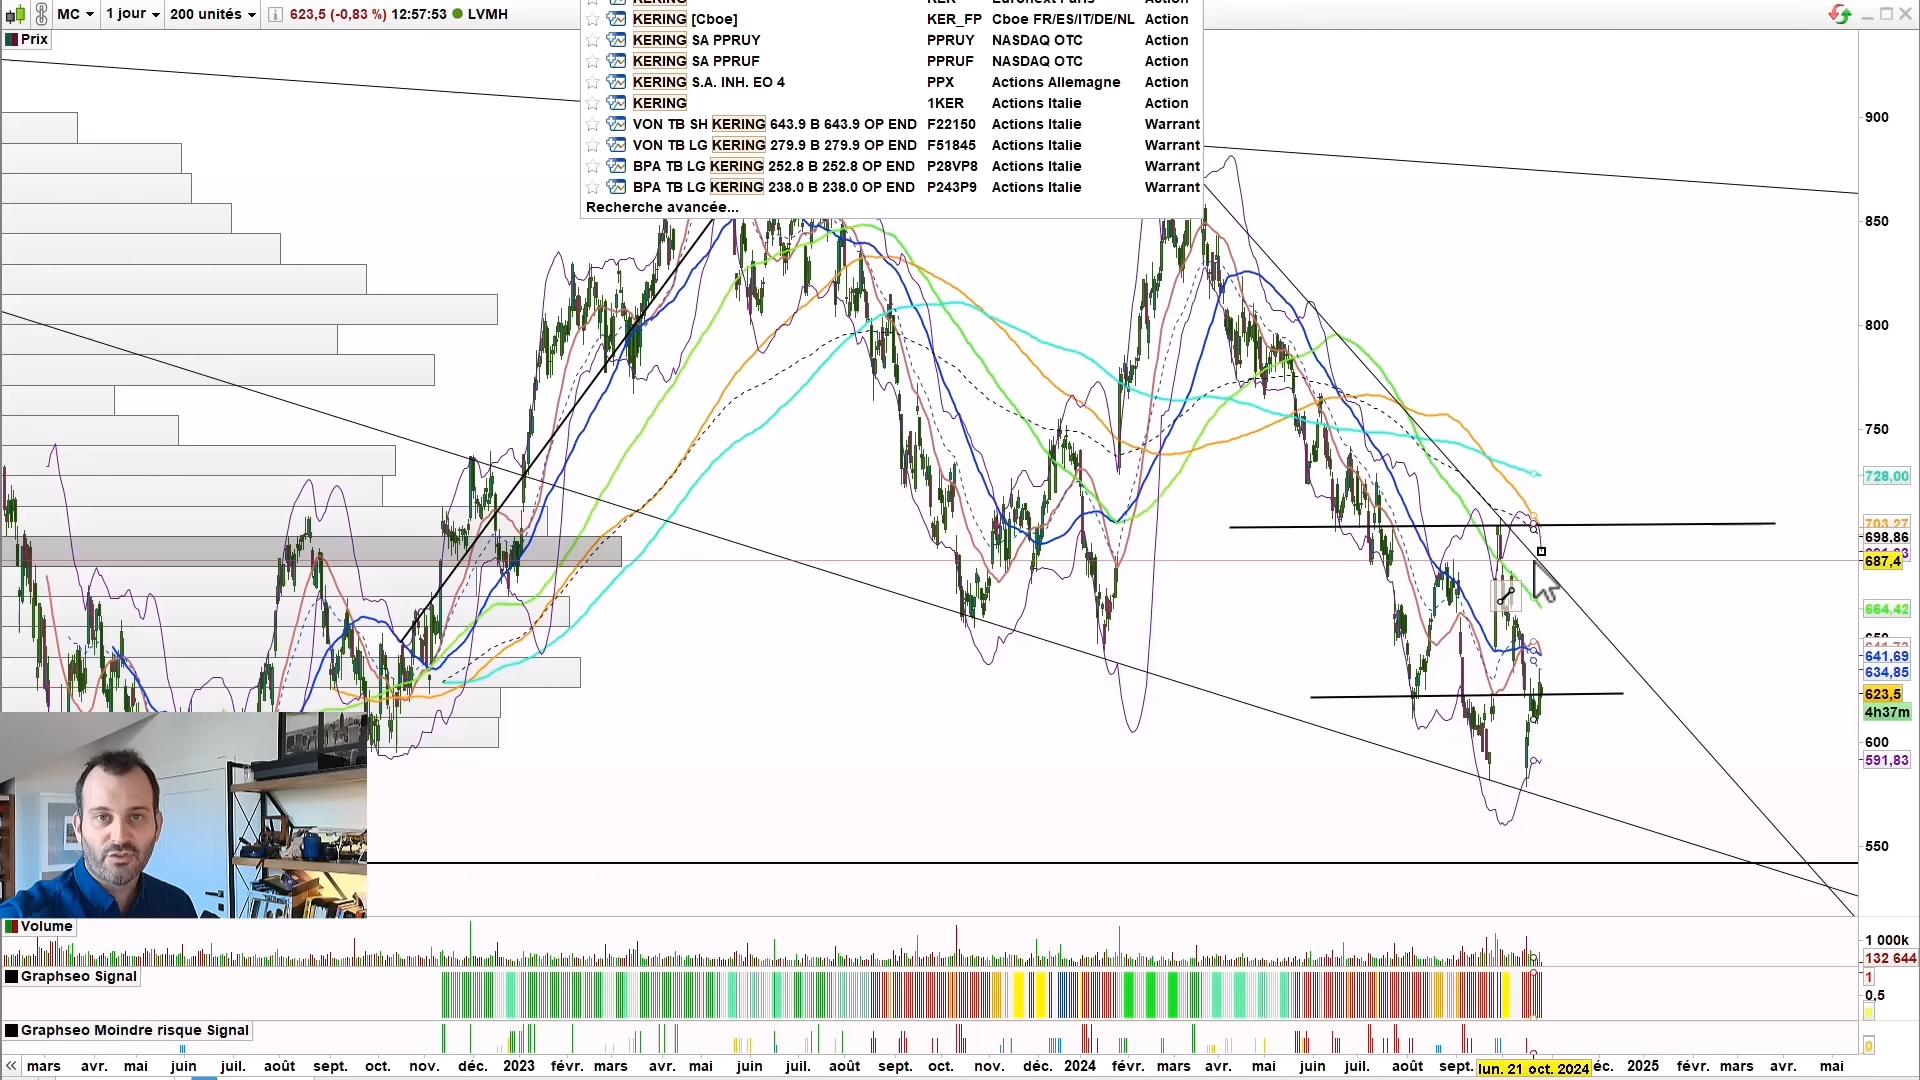 MC 1 jour 200 unités 623,5 (-0,83 %) 12:57:53 LVMH
Prix
KERING [Cboe] KER_FP Cboe FR/ES/IT/DE/NL Action
KERING SA PPRUY PPRUY NASDAQ OTC Action
KERING SA PPRUF PPRUF NASDAQ OTC Action
KERING S.A. INH. EO 4 PPX Actions Allemagne Action
KERING 1KER Actions Italie Action
VON TB SH KERING 643.9 B 643.9 OP END F22150 Actions Italie Warrant
VON TB LG KERING 279.9 B 279.9 OP END F51845 Actions Italie Warrant
BPA TB LG KERING 252.8 B 252.8 OP END P28VP8 Actions Italie Warrant
BPA TB LG KERING 238.0 B 238.0 OP END P243P9 Actions Italie Warrant
Recherche avancée...
900
850
800
750
728,00
703,27
698,86
687,4
664,42
641,69
634,85
623,5
4h37m
600
591,83
550
Volume
1 000k
132 644
Graphseo Signal
1
0,5
Graphseo Moindre risque Signal
0
mars avr. mai juin juil. août sept. oct. nov. déc. 2023 févr. mars avr. mai juin juil. août sept. oct. nov. déc. 2024 févr. mars avr. mai juin juil. août sept. lun. 21 oct. 2024 éc. 2025 févr. mars avr. mai